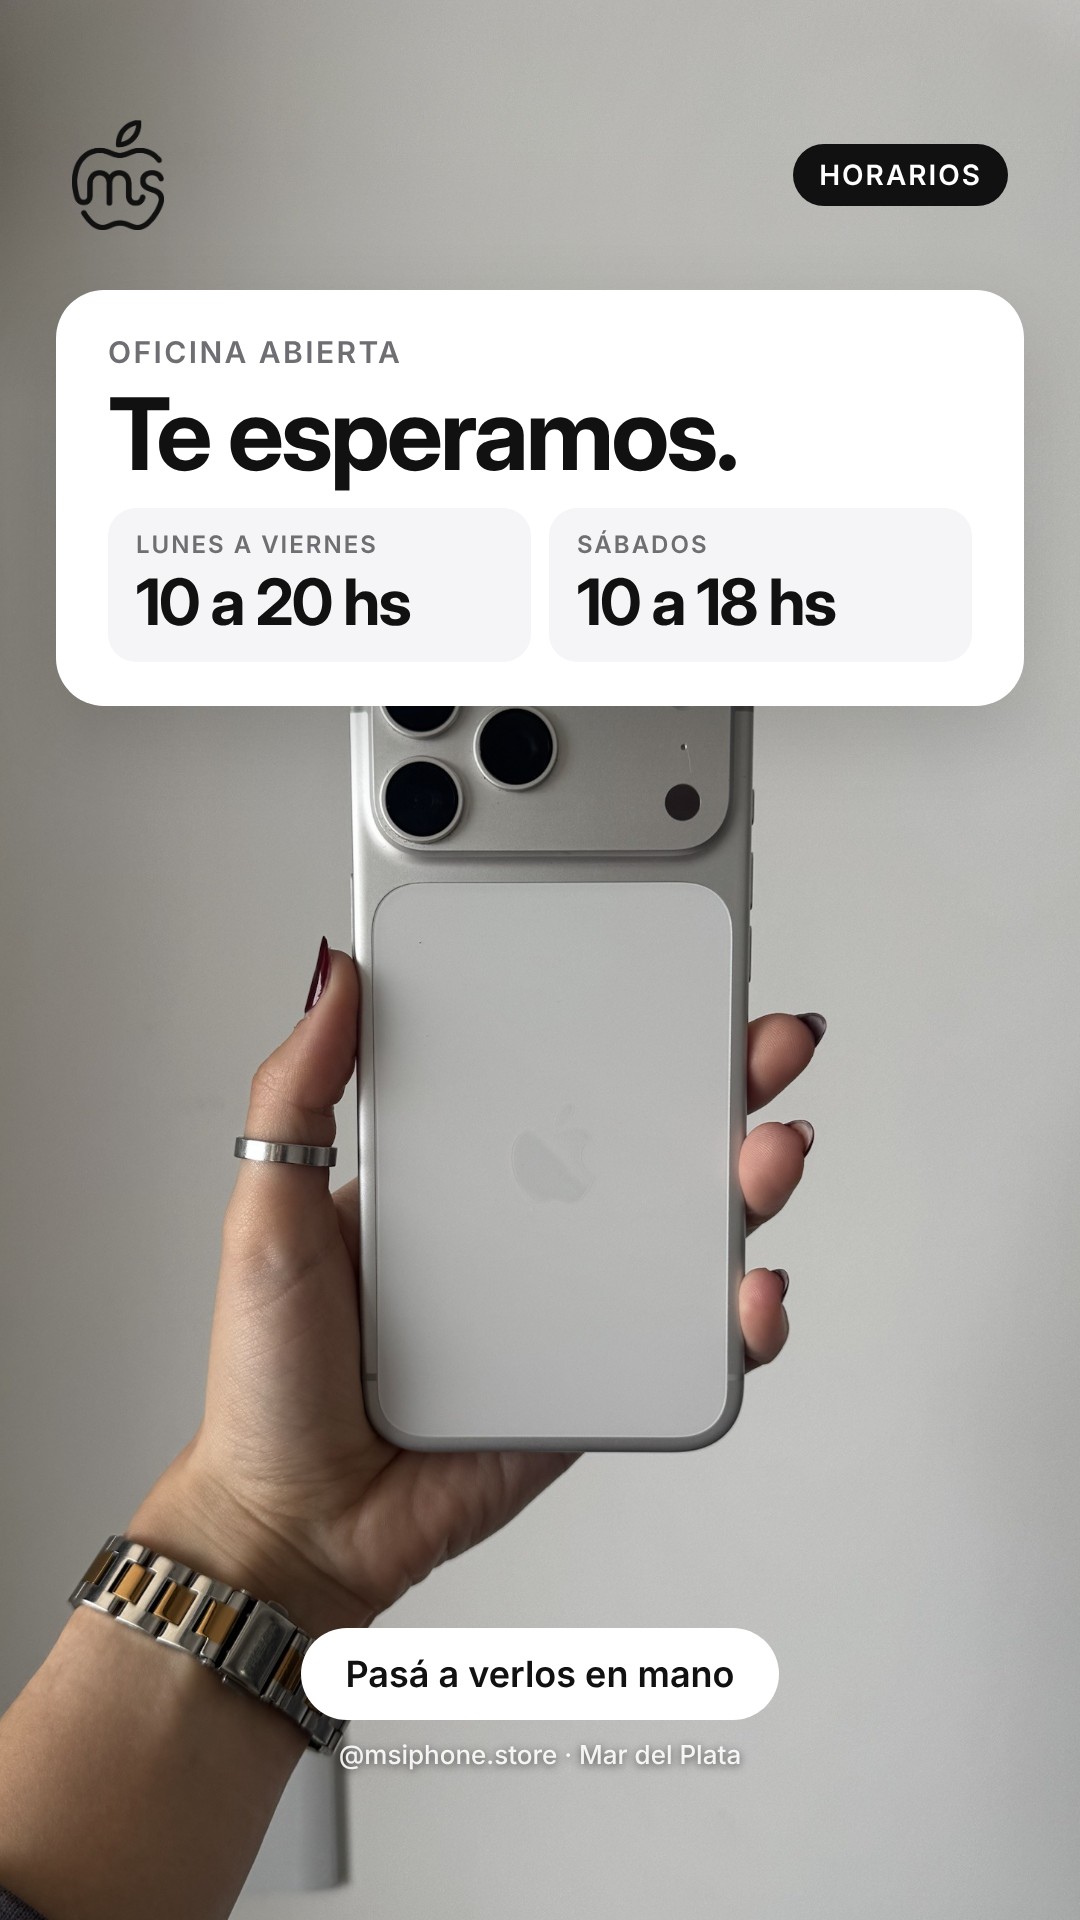 ms
HORARIOS
OFICINA ABIERTA
Te esperamos.
LUNES A VIERNES
10 a 20 hs
SÁBADOS
10 a 18 hs
Pasá a verlos en mano
@msiphone.store · Mar del Plata